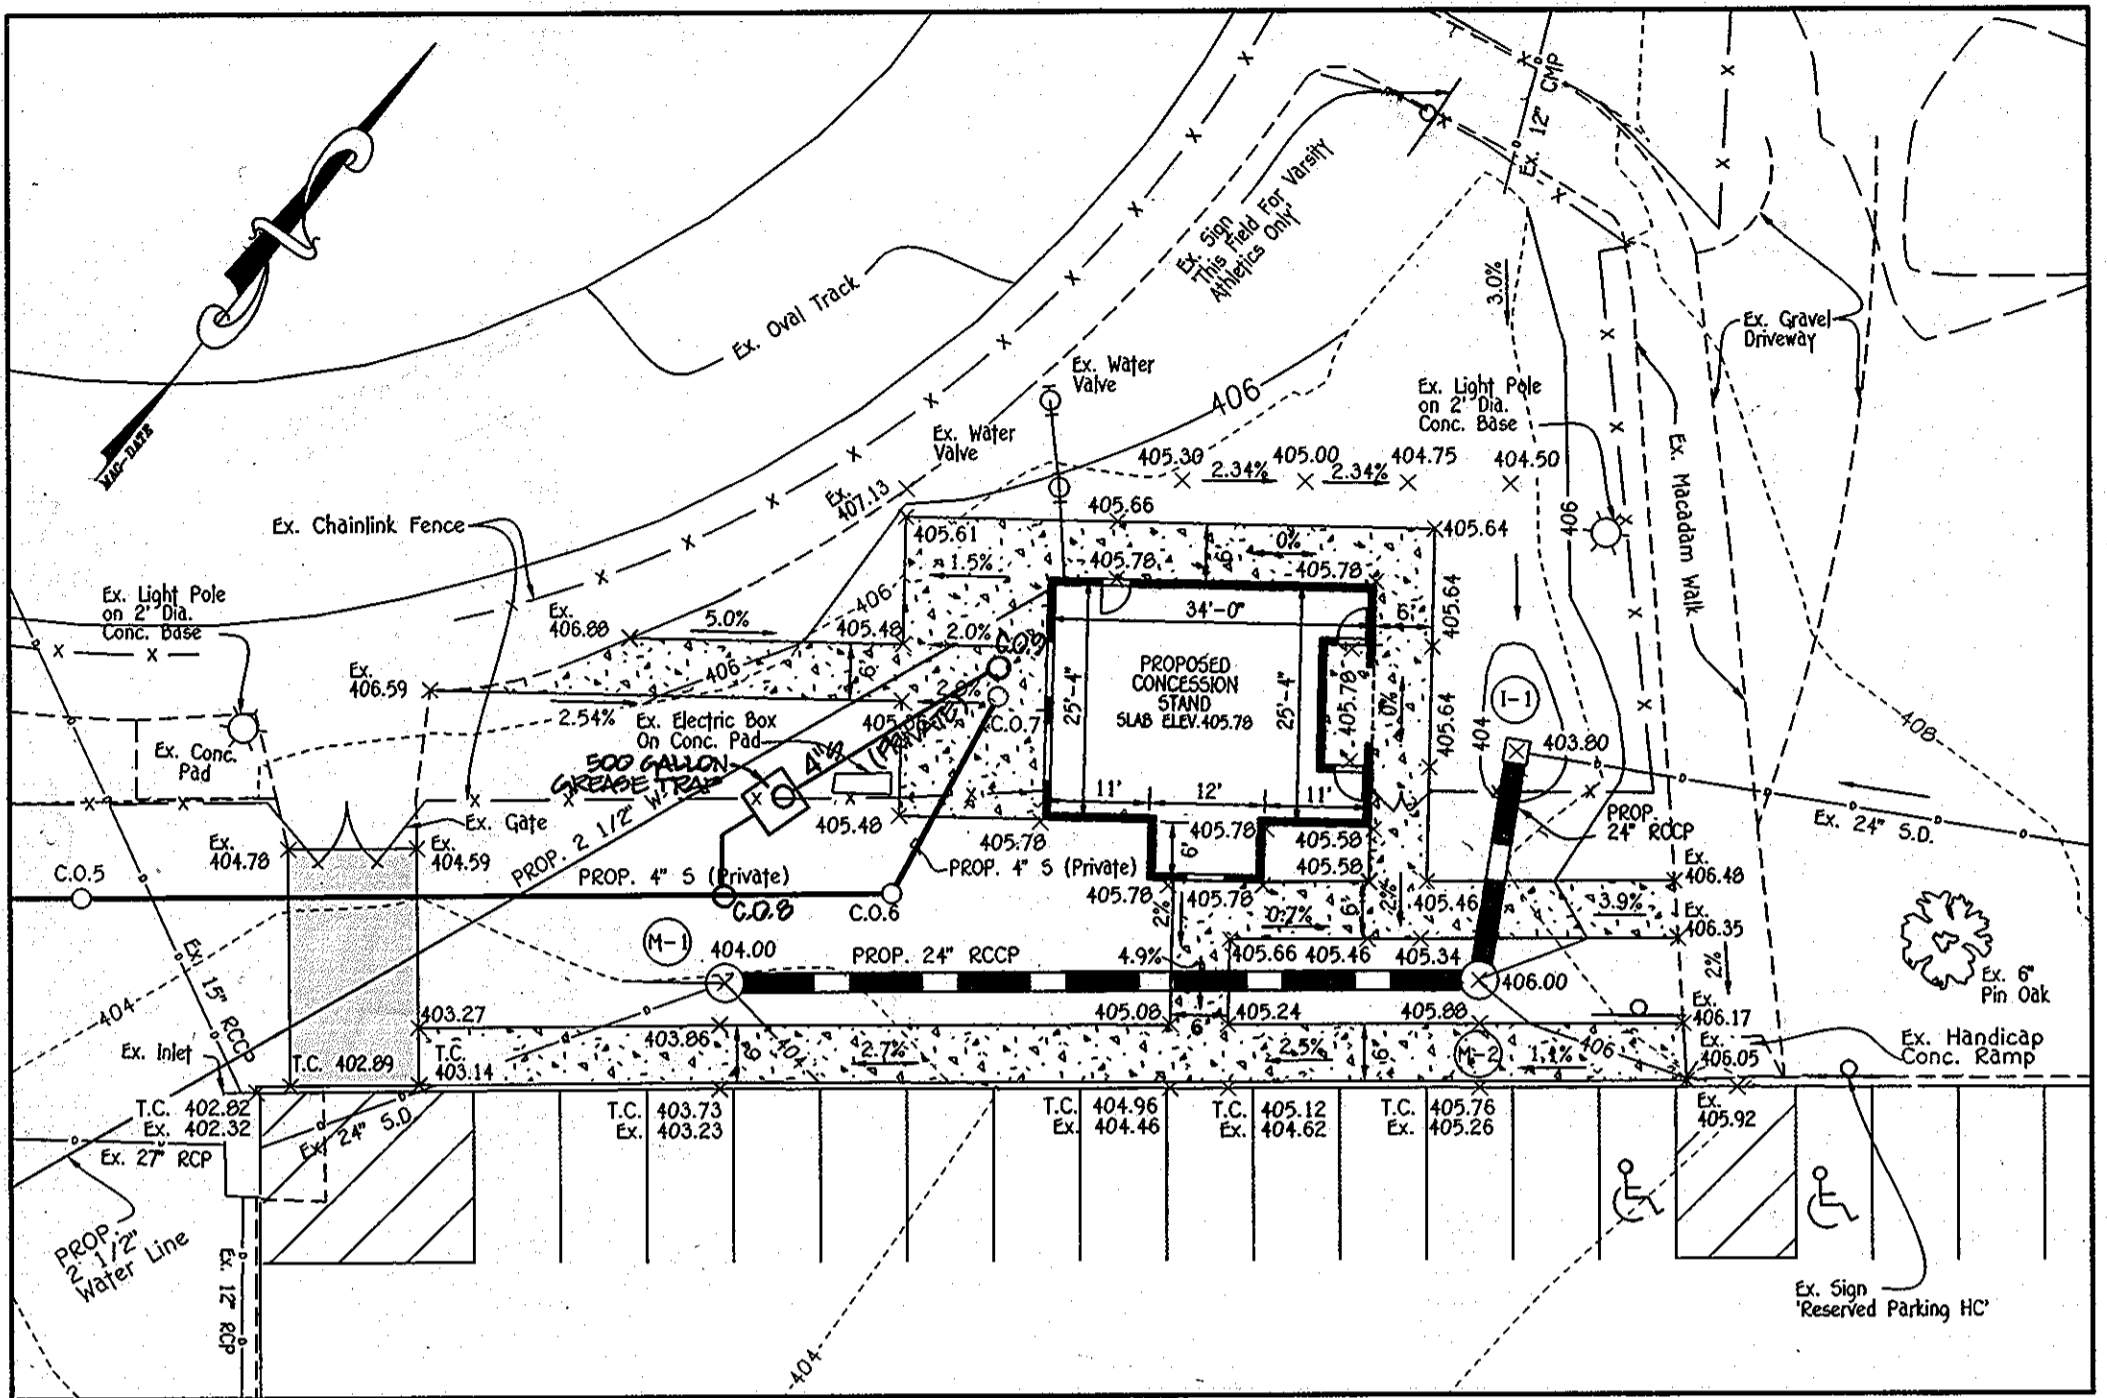 Ex. 12" CMP
Ex. Sign
"This Field For Varsity
Athletics Only"
Ex. Oval Track
3.0%
Ex. Gravel
Driveway
Ex. Water
Valve
406
Ex. Light Pole
on 2' Dia.
Conc. Base
Ex. Water
Valve
MAG-DATE
405.30
2.34%
405.00
2.34%
404.75
404.50
Ex.
407.13
Ex. Chainlink Fence
405.66
405.61
405.64
406
Ex. Macadam Walk
0%
6'
1.5%
405.78
405.78
Ex. Light Pole
on 2' Dia.
Conc. Base
406
34'-0"
6'
405.64
Ex.
406.88
5.0%
405.48
2.0%
C.O.9
PROPOSED
CONCESSION
STAND
SLAB ELEV.405.78
25'-4"
25'-4"
Ex.
406.59
406
6'
405.78
0%
405.64
404
I-1
408
2.54%
Ex. Electric Box
On Conc. Pad
C.O.7
403.80
Ex. Conc.
Pad
500 GALLON
GREASE TRAP
4"S
(PRIVATE)
11'
12'
11'
PROP.
24" RCCP
Ex. 24" S.D.
Ex. Gate
405.48
405.78
405.78
405.58
6'
Ex.
404.78
Ex.
404.59
PROP. 2 1/2" W
PROP. 4" S (Private)
405.58
Ex.
406.48
C.O.5
PROP. 4" S (Private)
405.78
405.78
2%
405.46
3.9%
C.O.8
C.O.6
2%
0.7%
6'
Ex.
406.35
M-1
404.00
PROP. 24" RCCP
4.9%
405.66
405.46
405.34
2%
406.00
Ex. 6"
Pin Oak
Ex. 15" RCCP
404
403.27
405.08
6'
405.24
405.88
Ex.
406.17
403.86
6'
404
2.7%
2.5%
6'
M-2
1.1%
406
Ex.
406.05
Ex. Handicap
Conc. Ramp
Ex. Inlet
T.C. 402.89
T.C.
403.14
T.C. 402.82
Ex. 402.32
T.C. 403.73
Ex. 403.23
T.C. 404.96
Ex. 404.46
T.C. 405.12
Ex. 404.62
T.C. 405.76
Ex. 405.26
Ex.
405.92
Ex. 24" S.D.
Ex. 27" RCP
PROP.
2 1/2"
Water Line
Ex. 12" RCP
Ex. Sign
'Reserved Parking HC'
404